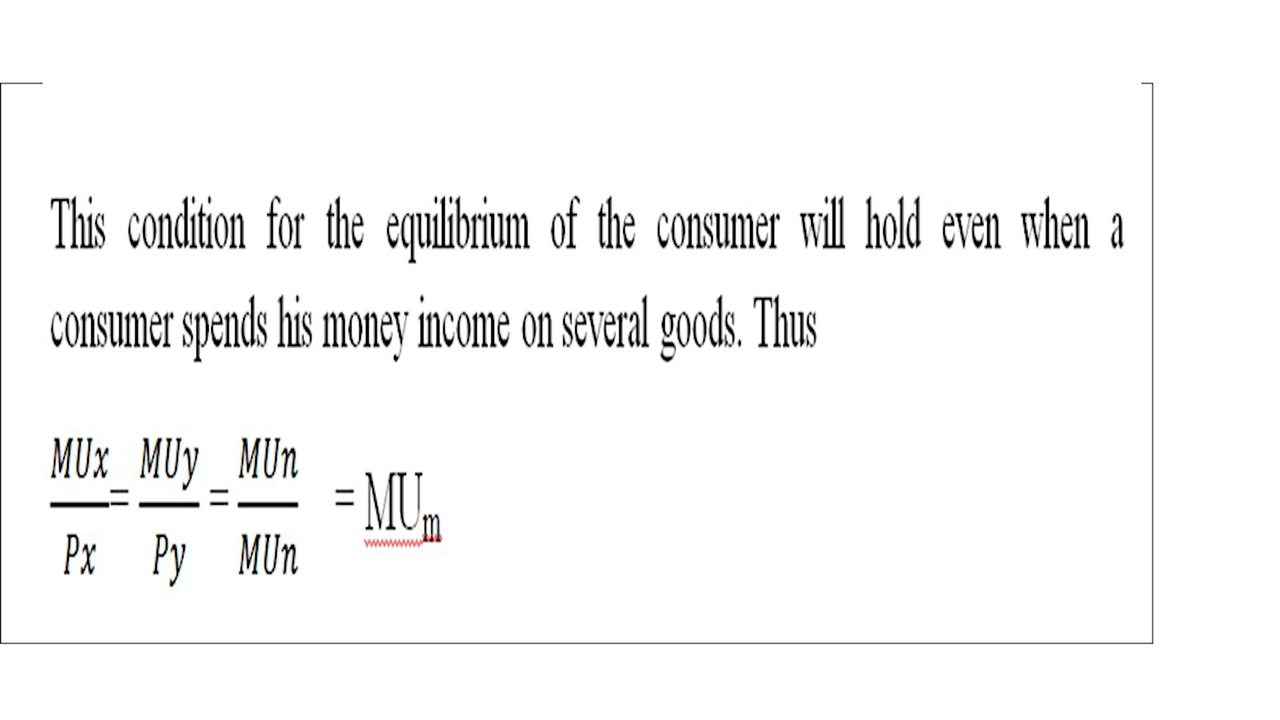 This condition for the equilibrium of the consumer will hold even when a
consumer spends his money income on several goods. Thus
MUx/Px = MUy/Py = MUn/MUn = MUm